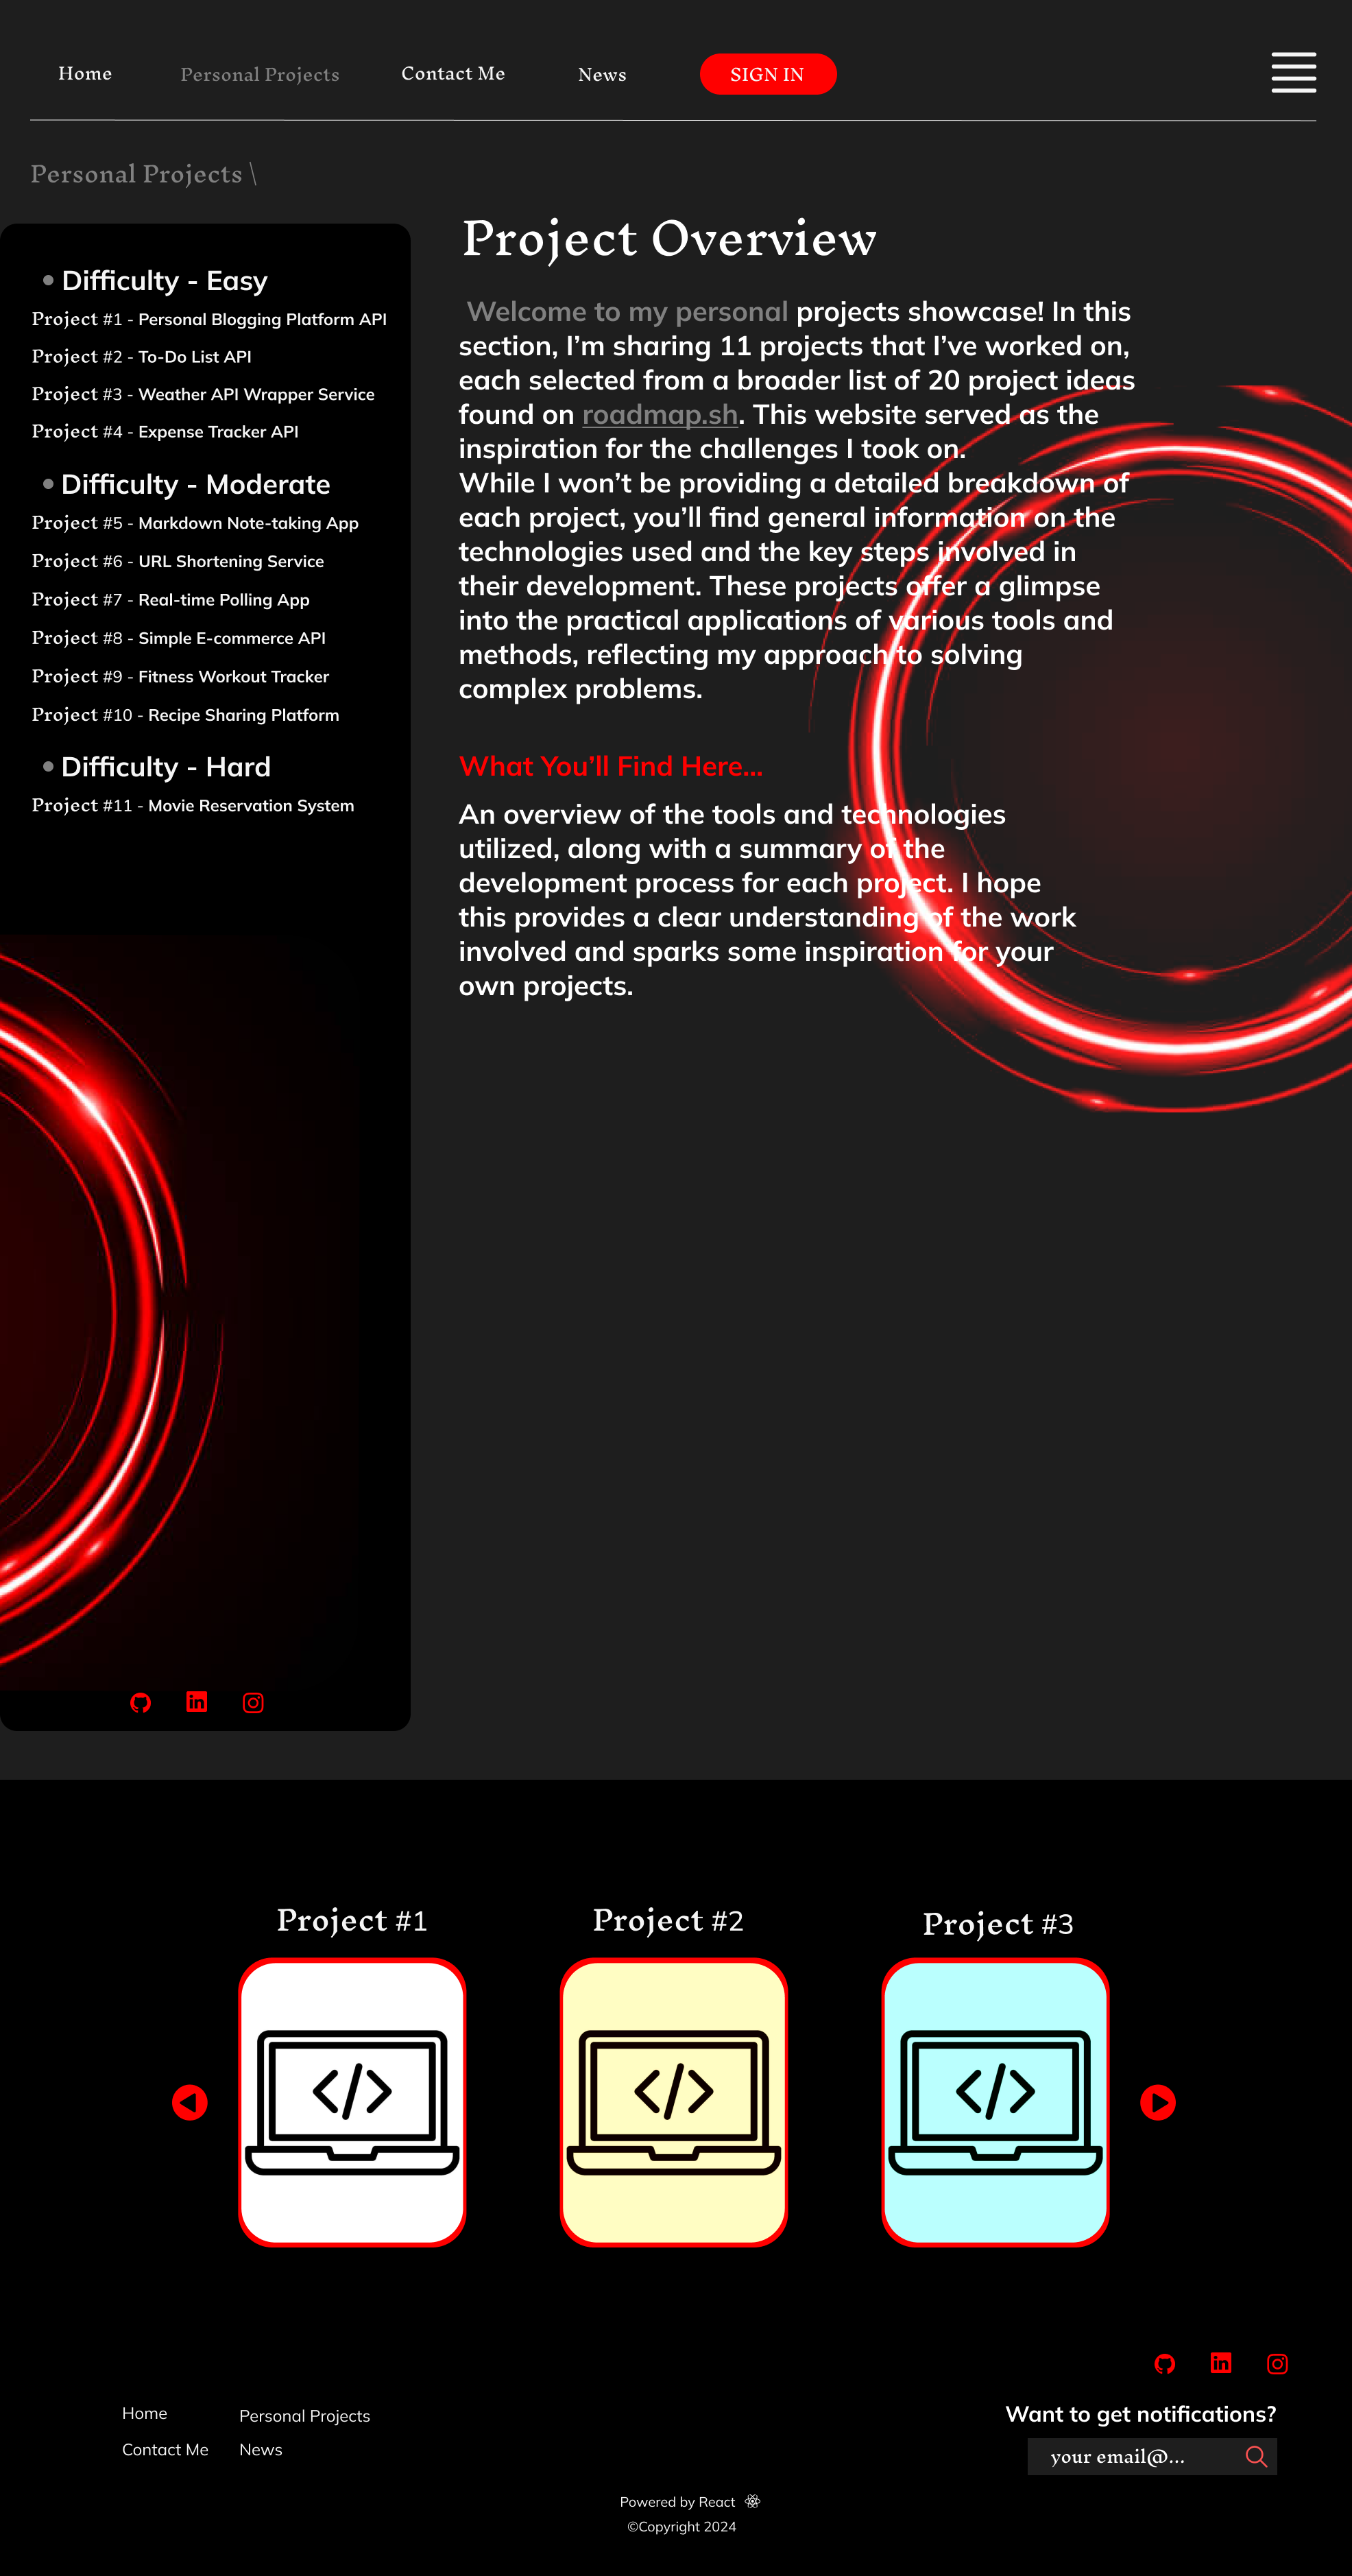 Home
Personal Projects
Contact Me
News
SIGN IN
Personal Projects \
Difficulty - Easy
Project #1 - Personal Blogging Platform API
Project #2 - To-Do List API
Project #3 - Weather API Wrapper Service
Project #4 - Expense Tracker API
Difficulty - Moderate
Project #5 - Markdown Note-taking App
Project #6 - URL Shortening Service
Project #7 - Real-time Polling App
Project #8 - Simple E-commerce API
Project #9 - Fitness Workout Tracker
Project #10 - Recipe Sharing Platform
Difficulty - Hard
Project #11 - Movie Reservation System
Project Overview
Welcome to my personal projects showcase! In this
section, I’m sharing 11 projects that I’ve worked on,
each selected from a broader list of 20 project ideas
found on roadmap.sh. This website served as the
inspiration for the challenges I took on.
While I won’t be providing a detailed breakdown of
each project, you’ll find general information on the
technologies used and the key steps involved in
their development. These projects offer a glimpse
into the practical applications of various tools and
methods, reflecting my approach to solving
complex problems.
What You’ll Find Here...
An overview of the tools and technologies
utilized, along with a summary of the
development process for each project. I hope
this provides a clear understanding of the work
involved and sparks some inspiration for your
own projects.
in
Project #1
Project #2
Project #3
</>
</>
</>
in
Home
Personal Projects
Contact Me
News
Want to get notifications?
your email@...
Powered by React
©Copyright 2024